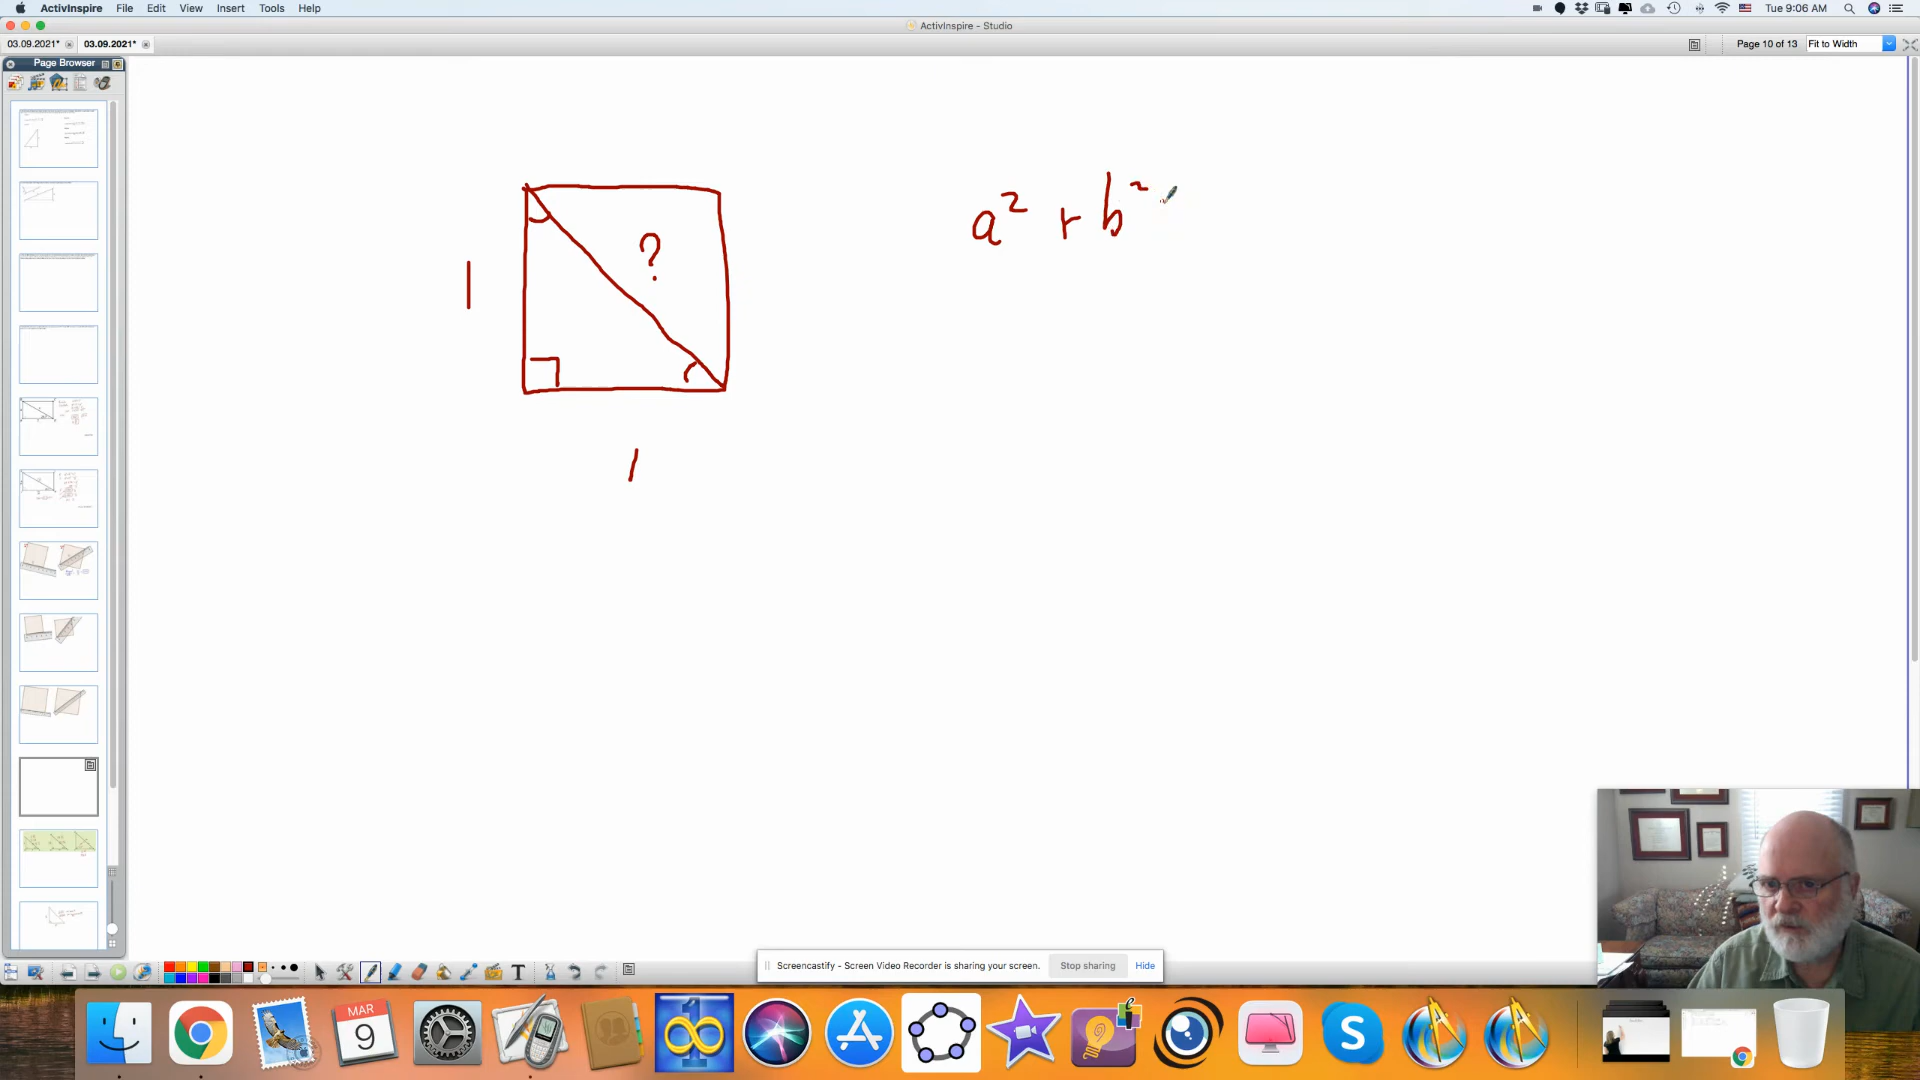 ActivInspire File Edit View Insert Tools Help Tue 9:06 AM
ActivInspire - Studio
03.09.2021* 03.09.2021* Page 10 of 13 Fit to Width
Page Browser
a² + b²
?
1
1
Screencastify - Screen Video Recorder is sharing your screen. Stop sharing Hide
T
MAR
9
1
S